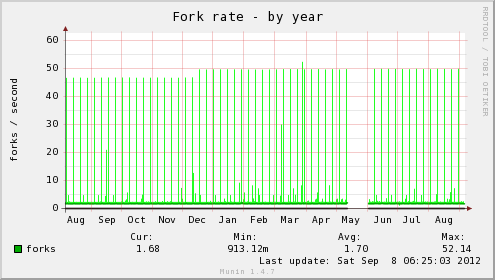 Fork rate - by year
RRDTOOL / TOBI OETIKER
forks / second
60
50
40
30
20
10
0
Aug Sep Oct Nov Dec Jan Feb Mar Apr May Jun Jul Aug
Cur: Min: Avg: Max:
forks 1.68 913.12m 1.70 52.14
Last update: Sat Sep 8 06:25:03 2012
Munin 1.4.7